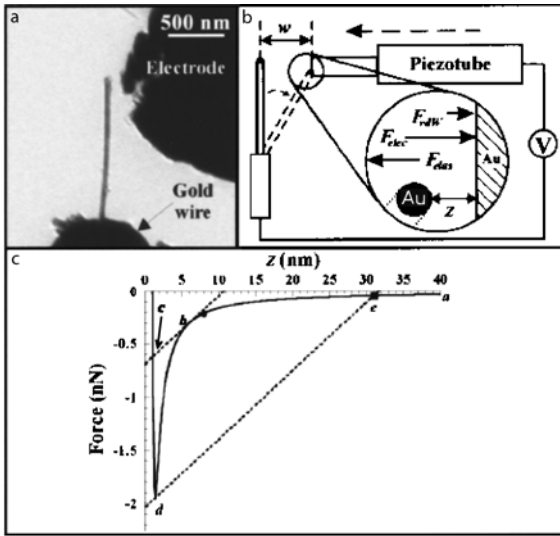 a
500 nm
Electrode
Gold
wire
b
w
Piezotube
V
F_vdW
F_elec
F_elas
Au
Au
z
c
z (nm)
0 5 10 15 20 25 30 35 40
0
-0.5
-1
-1.5
-2
Force (nN)
a
b
c
d
e